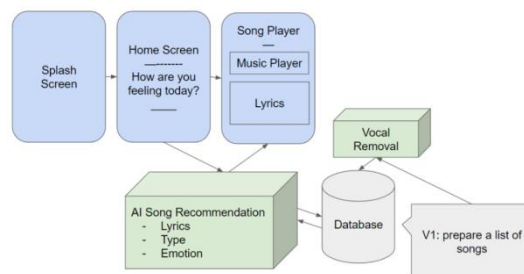 Splash
Screen
Home Screen
How are you
feeling today?
Song Player
Music Player
Lyrics
Vocal
Removal
AI Song Recommendation
- Lyrics
- Type
- Emotion
Database
V1: prepare a list of
songs